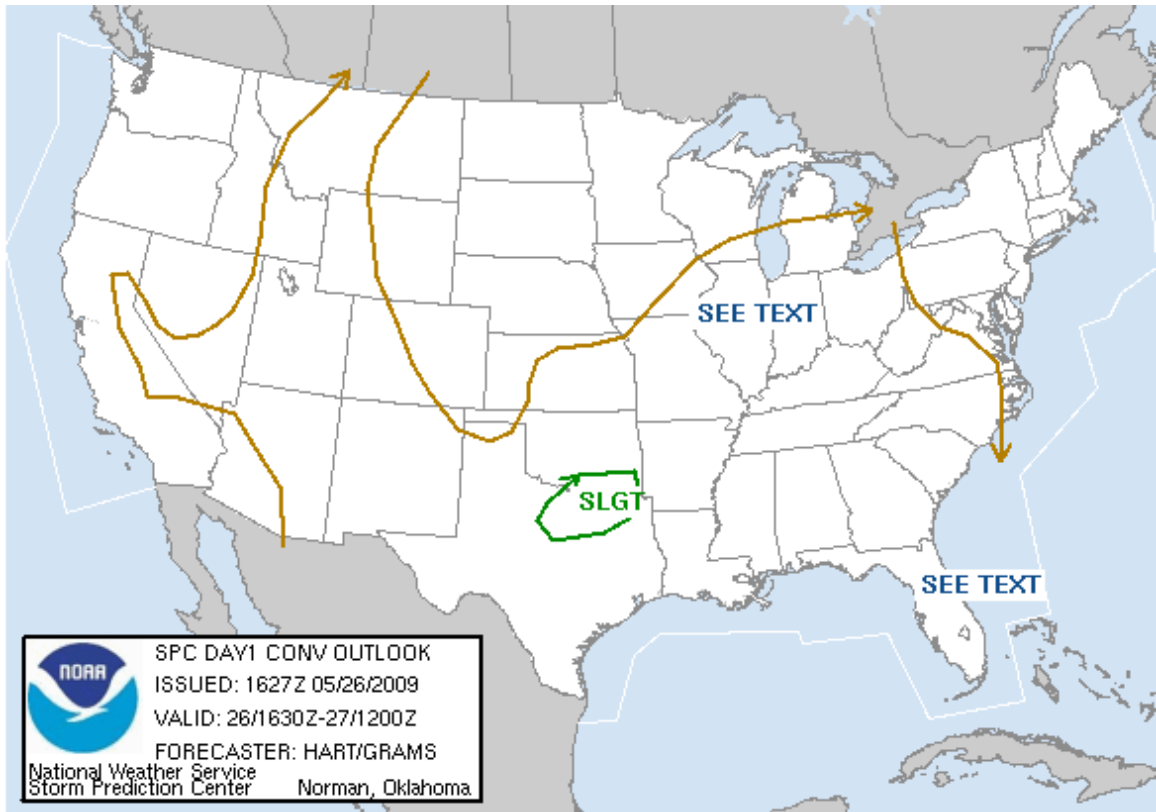 SEE TEXT
SLGT
SEE TEXT
NOAA
SPC DAY1 CONV OUTLOOK
ISSUED: 1627Z 05/26/2009
VALID: 26/1630Z-27/1200Z
FORECASTER: HART/GRAMS
National Weather Service
Storm Prediction Center Norman, Oklahoma